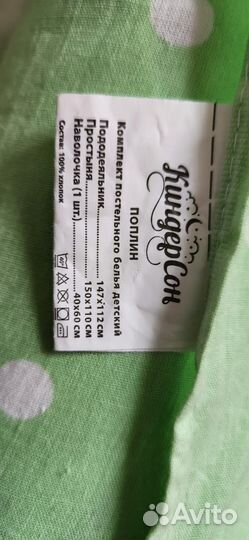 КиндерСон
ПОПЛИН
Комплект постельного белья детский
Пододеяльник.................147х112 см
Простыня.......................150х110 см
Наволочка (1 шт.)..............40х60 см
Состав: 100% хлопок
Avito